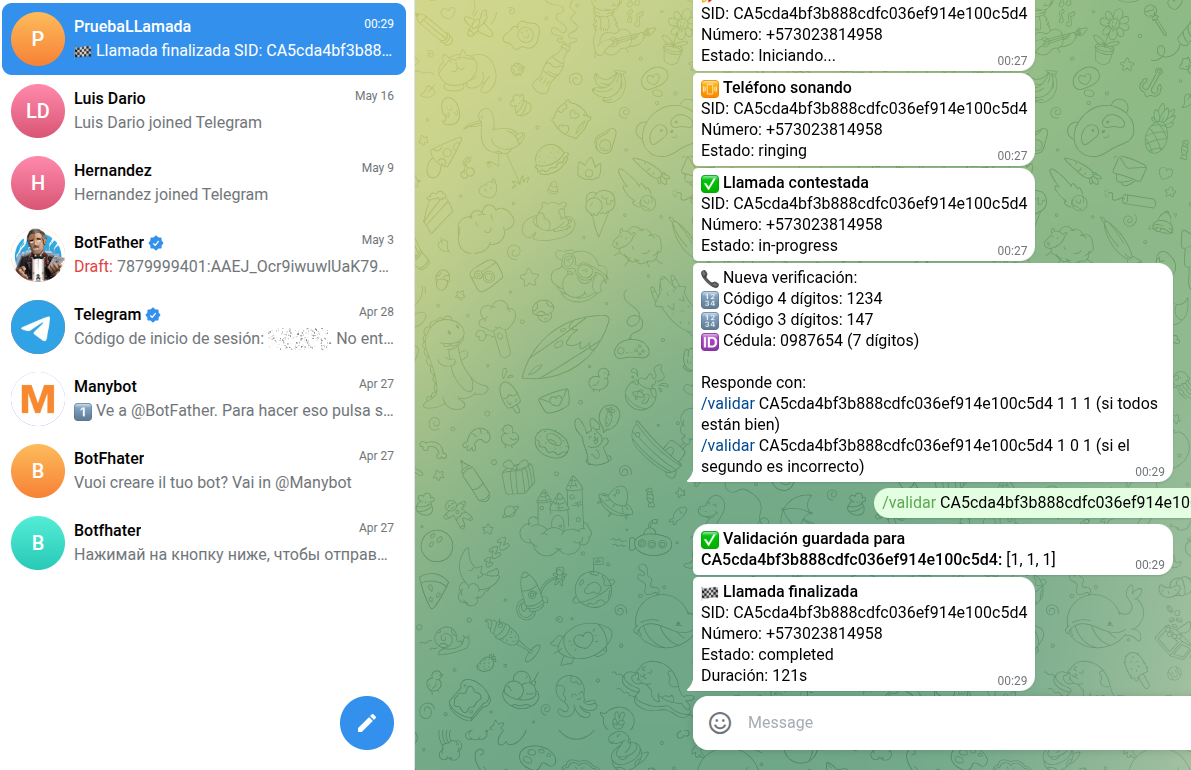 P
PruebaLLamada
00:29
🏁 Llamada finalizada SID: CA5cda4bf3b88...
LD
Luis Dario
May 16
Luis Dario joined Telegram
H
Hernandez
May 9
Hernandez joined Telegram
BotFather
May 3
Draft: 7879999401:AAEJ_Ocr9iwuwlUaK79...
Telegram
Apr 28
Código de inicio de sesión: . No ent...
M
Manybot
Apr 27
1 Ve a @BotFather. Para hacer eso pulsa s...
B
BotFhater
Apr 27
Vuoi creare il tuo bot? Vai in @Manybot
B
Botfhater
Apr 27
Нажимай на кнопку ниже, чтобы отправ...
SID: CA5cda4bf3b888cdfc036ef914e100c5d4
Número: +573023814958
Estado: Iniciando...
00:27
Teléfono sonando
SID: CA5cda4bf3b888cdfc036ef914e100c5d4
Número: +573023814958
Estado: ringing
00:27
✅ Llamada contestada
SID: CA5cda4bf3b888cdfc036ef914e100c5d4
Número: +573023814958
Estado: in-progress
00:27
📞 Nueva verificación:
🔢 Código 4 dígitos: 1234
🔢 Código 3 dígitos: 147
🆔 Cédula: 0987654 (7 dígitos)
Responde con:
/validar CA5cda4bf3b888cdfc036ef914e100c5d4 1 1 1 (si todos
están bien)
/validar CA5cda4bf3b888cdfc036ef914e100c5d4 1 0 1 (si el
segundo es incorrecto)
00:29
/validar CA5cda4bf3b888cdfc036ef914e10
✅ Validación guardada para
CA5cda4bf3b888cdfc036ef914e100c5d4: [1, 1, 1]
00:29
🏁 Llamada finalizada
SID: CA5cda4bf3b888cdfc036ef914e100c5d4
Número: +573023814958
Estado: completed
Duración: 121s
00:29
Message